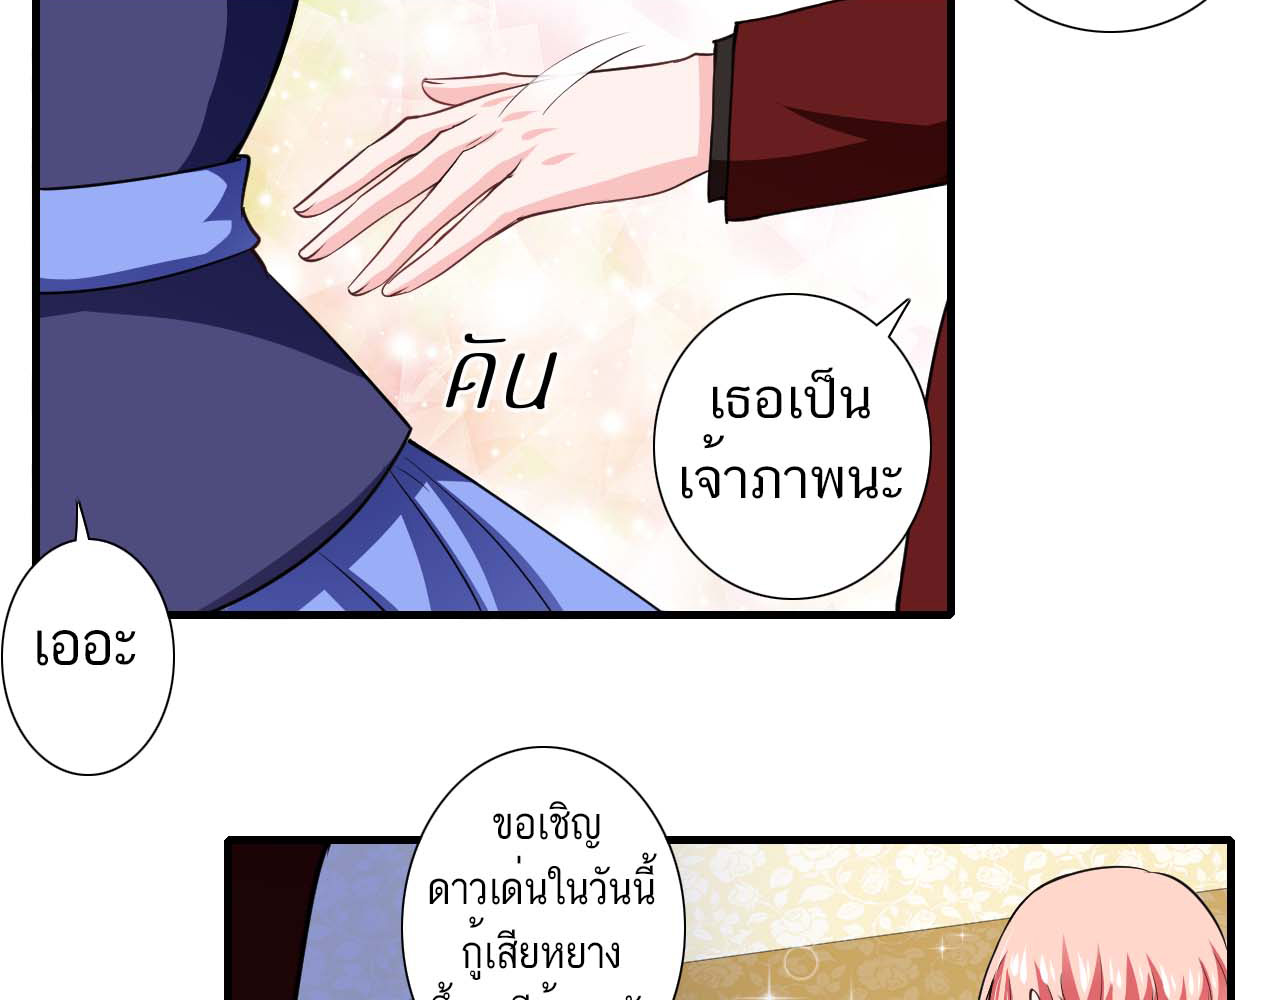 คัน
เธอเป็น
เจ้าภาพนะ
เออะ
ขอเชิญ
ดาวเด่นในวันนี้
กู้เสียหยาง